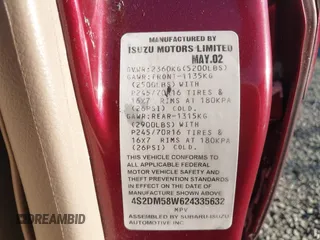 MANUFACTURED BY
ISUZU MOTORS LIMITED
MAY.02
GVWR:2360KG(5200LBS)
GAWR:FRONT-1135KG
(2500LBS)WITH
P245/70R16 TIRES &
16X7 RIMS AT 180KPA
(26PSI) COLD.
GAWR:REAR-1315KG
(2900LBS) WITH
P245/70R16 TIRES &
16X7 RIMS AT 180KPA
(26PSI) COLD.
THIS VEHICLE CONFORMS TO
ALL APPLICABLE FEDERAL
MOTOR VEHICLE SAFETY AND
THEFT PREVENTION STANDARDS
IN EFFECT ON THE DATE OF
MANUFACTURE SHOWN ABOVE.
4S2DM58W624335632
MPV
ASSEMBLED BY SUBARU-ISUZU
AUTOMOTIVE INC.
DREAMBID